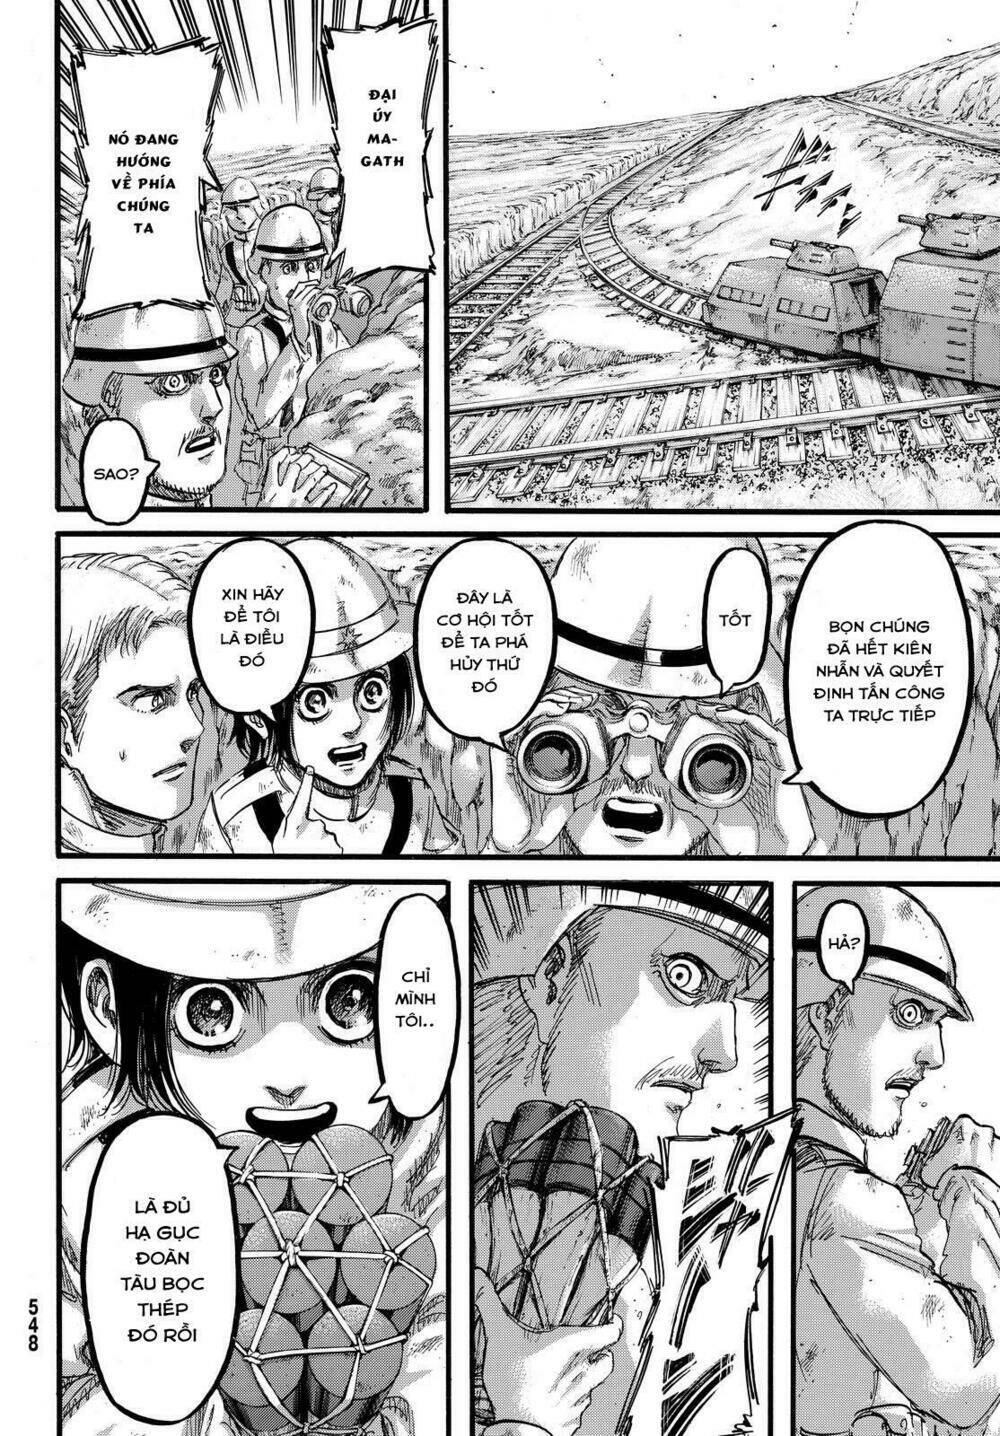 ĐẠI
ÚY
MA-
GATH
NÓ ĐANG
HƯỚNG
VỀ PHÍA
CHÚNG
TA
SAO?
BỌN CHÚNG
ĐÃ HẾT KIÊN
NHẪN VÀ QUYẾT
ĐỊNH TẤN CÔNG
TA TRỰC TIẾP
TỐT
ĐÂY LÀ
CƠ HỘI TỐT
ĐỂ TA PHÁ
HỦY THỨ
ĐÓ
XIN HÃY
ĐỂ TÔI
LÀ ĐIỀU
ĐÓ
HẢ?
CHỈ
MÌNH
TÔI..
LÀ ĐỦ
HẠ GỤC
ĐOÀN
TÀU BỌC
THÉP
ĐÓ RỒI
548